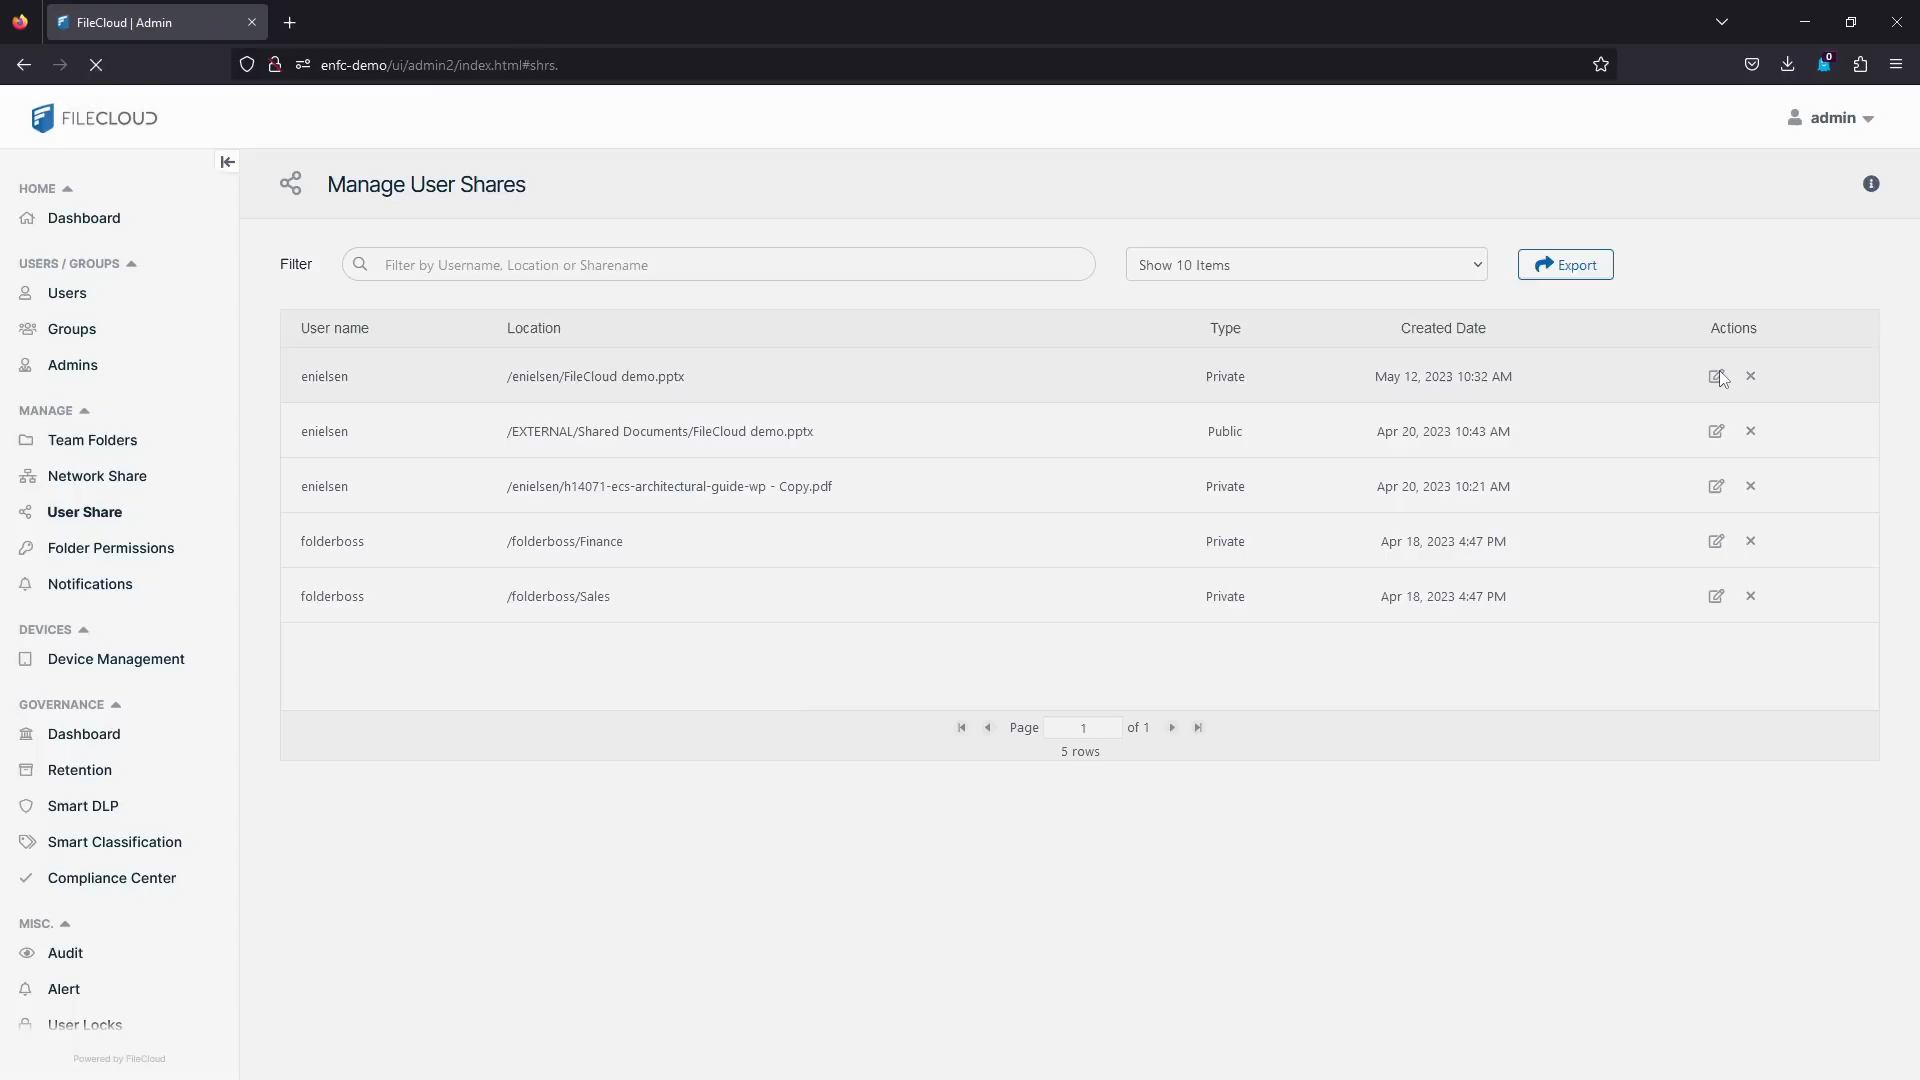 FileCloud | Admin
enfc-demo/ui/admin2/index.html#shrs.
0
FILECLOUD
admin
HOME
Dashboard
USERS / GROUPS
Users
Groups
Admins
MANAGE
Team Folders
Network Share
User Share
Folder Permissions
Notifications
DEVICES
Device Management
GOVERNANCE
Dashboard
Retention
Smart DLP
Smart Classification
Compliance Center
MISC.
Audit
Alert
User Locks
Powered by FileCloud
Manage User Shares
Filter Filter by Username, Location or Sharename Show 10 Items Export
User name Location Type Created Date Actions
enielsen /enielsen/FileCloud demo.pptx Private May 12, 2023 10:32 AM
enielsen /EXTERNAL/Shared Documents/FileCloud demo.pptx Public Apr 20, 2023 10:43 AM
enielsen /enielsen/h14071-ecs-architectural-guide-wp - Copy.pdf Private Apr 20, 2023 10:21 AM
folderboss /folderboss/Finance Private Apr 18, 2023 4:47 PM
folderboss /folderboss/Sales Private Apr 18, 2023 4:47 PM
Page 1 of 1
5 rows